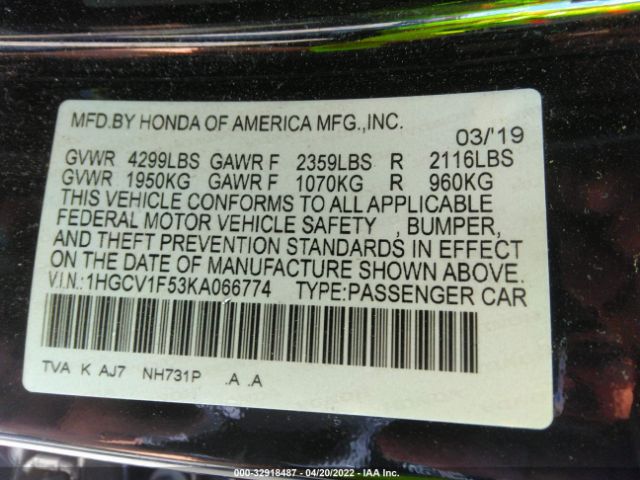 MFD.BY HONDA OF AMERICA MFG.,INC.
03/'19
GVWR 4299LBS GAWR F 2359LBS R 2116LBS
GVWR 1950KG GAWR F 1070KG R 960KG
THIS VEHICLE CONFORMS TO ALL APPLICABLE
FEDERAL MOTOR VEHICLE SAFETY , BUMPER,
AND THEFT PREVENTION STANDARDS IN EFFECT
ON THE DATE OF MANUFACTURE SHOWN ABOVE.
V.I.N.:1HGCV1F53KA066774 TYPE:PASSENGER CAR
TVA K AJ7 NH731P .A .A
000-32918487 - 04/20/2022 - IAA Inc.